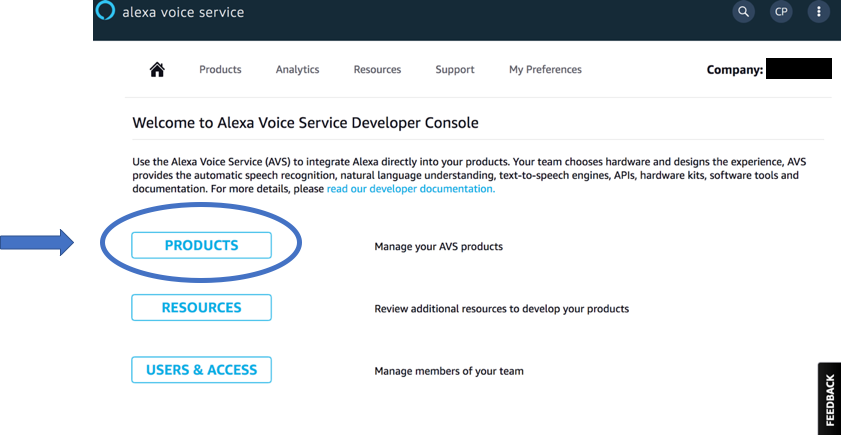 alexa voice service
CP
Products
Analytics
Resources
Support
My Preferences
Company:
Welcome to Alexa Voice Service Developer Console
Use the Alexa Voice Service (AVS) to integrate Alexa directly into your products. Your team chooses hardware and designs the experience, AVS
provides the automatic speech recognition, natural language understanding, text-to-speech engines, APIs, hardware kits, software tools and
documentation. For more details, please read our developer documentation.
PRODUCTS
Manage your AVS products
RESOURCES
Review additional resources to develop your products
USERS & ACCESS
Manage members of your team
FEEDBACK